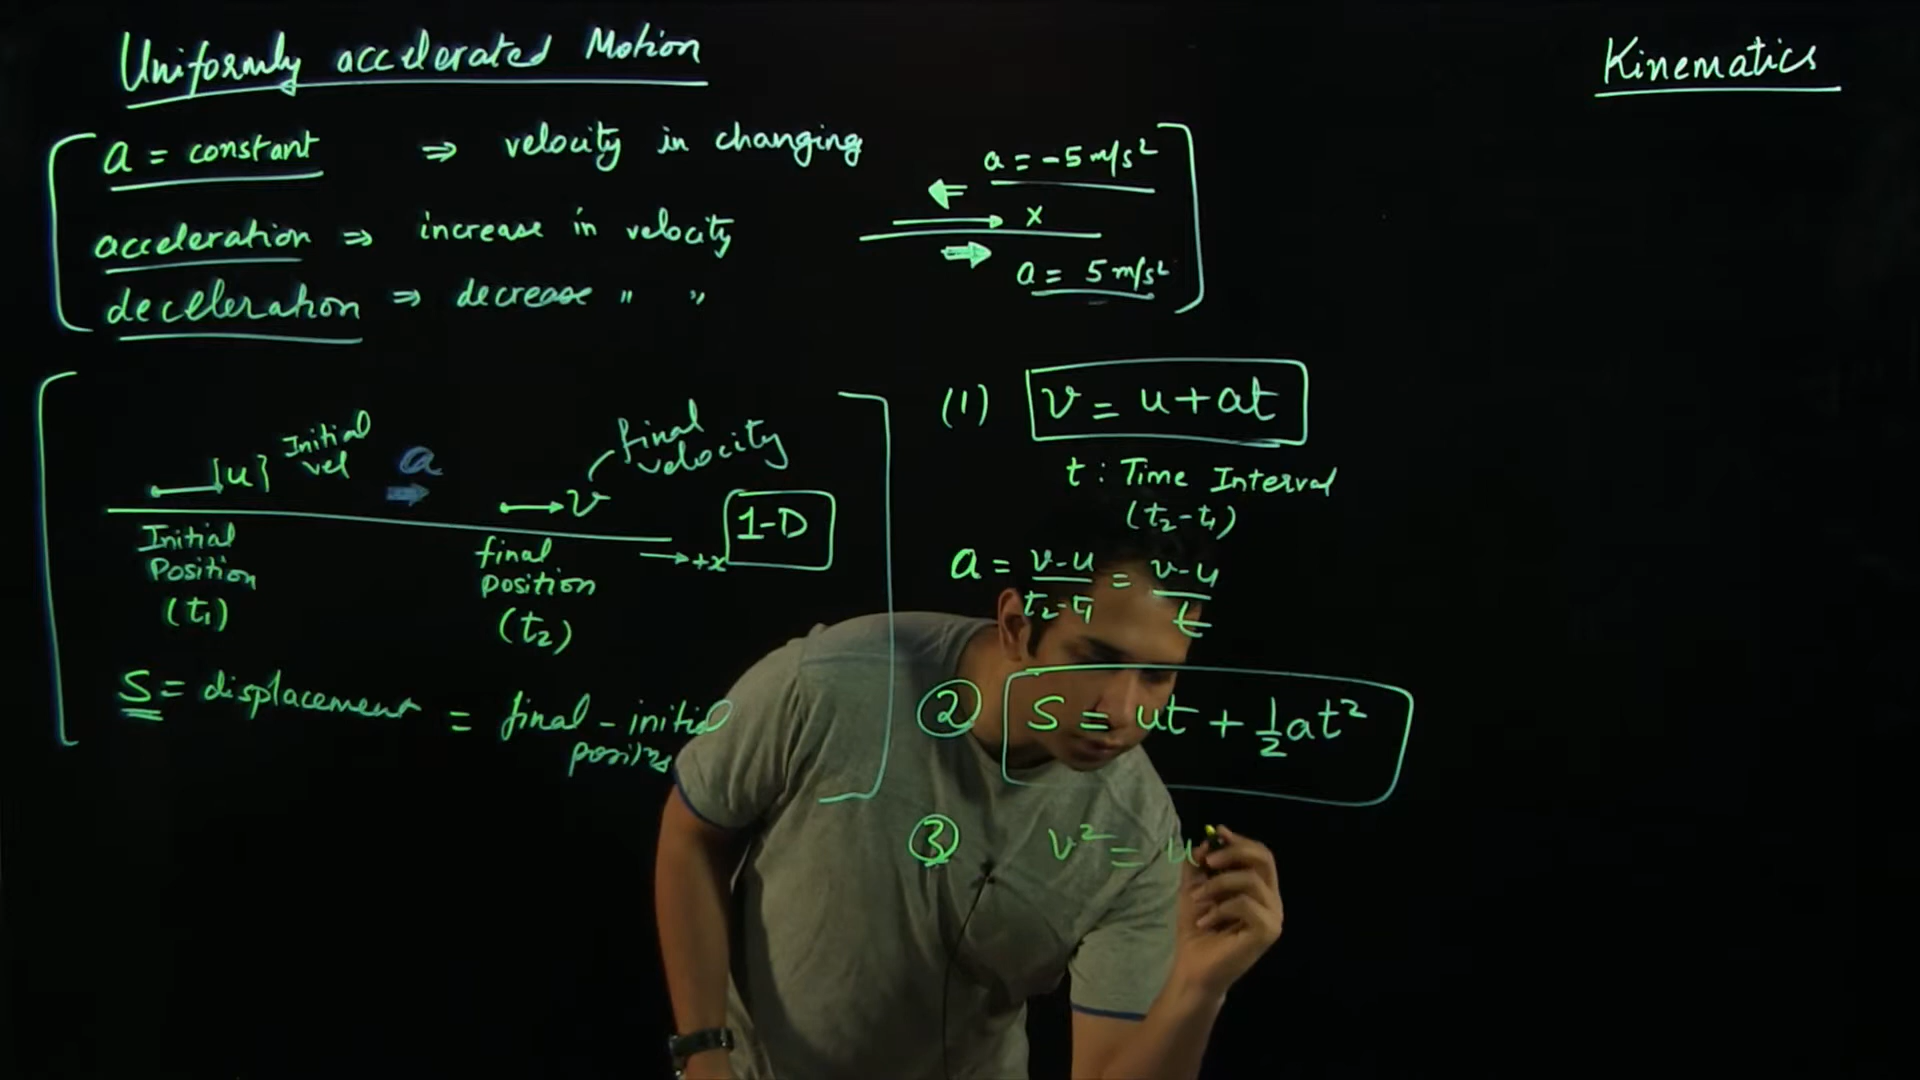 Uniformly accelerated Motion
Kinematics
a = constant ⇒ velocity in changing
acceleration ⇒ increase in velocity
deceleration ⇒ decrease " "
a = -5 m/s²
x
a = 5 m/s²
[u] Initial vel
a
v
final velocity
Initial Position (t₁)
final position (t₂)
→ +x
1-D
S = displacement = final - initial
(1) v = u + at
t : Time Interval
(t₂ - t₁)
a = v-u / t₂-t₁ = v-u / t
② S = ut + ½at²
③ v² = u